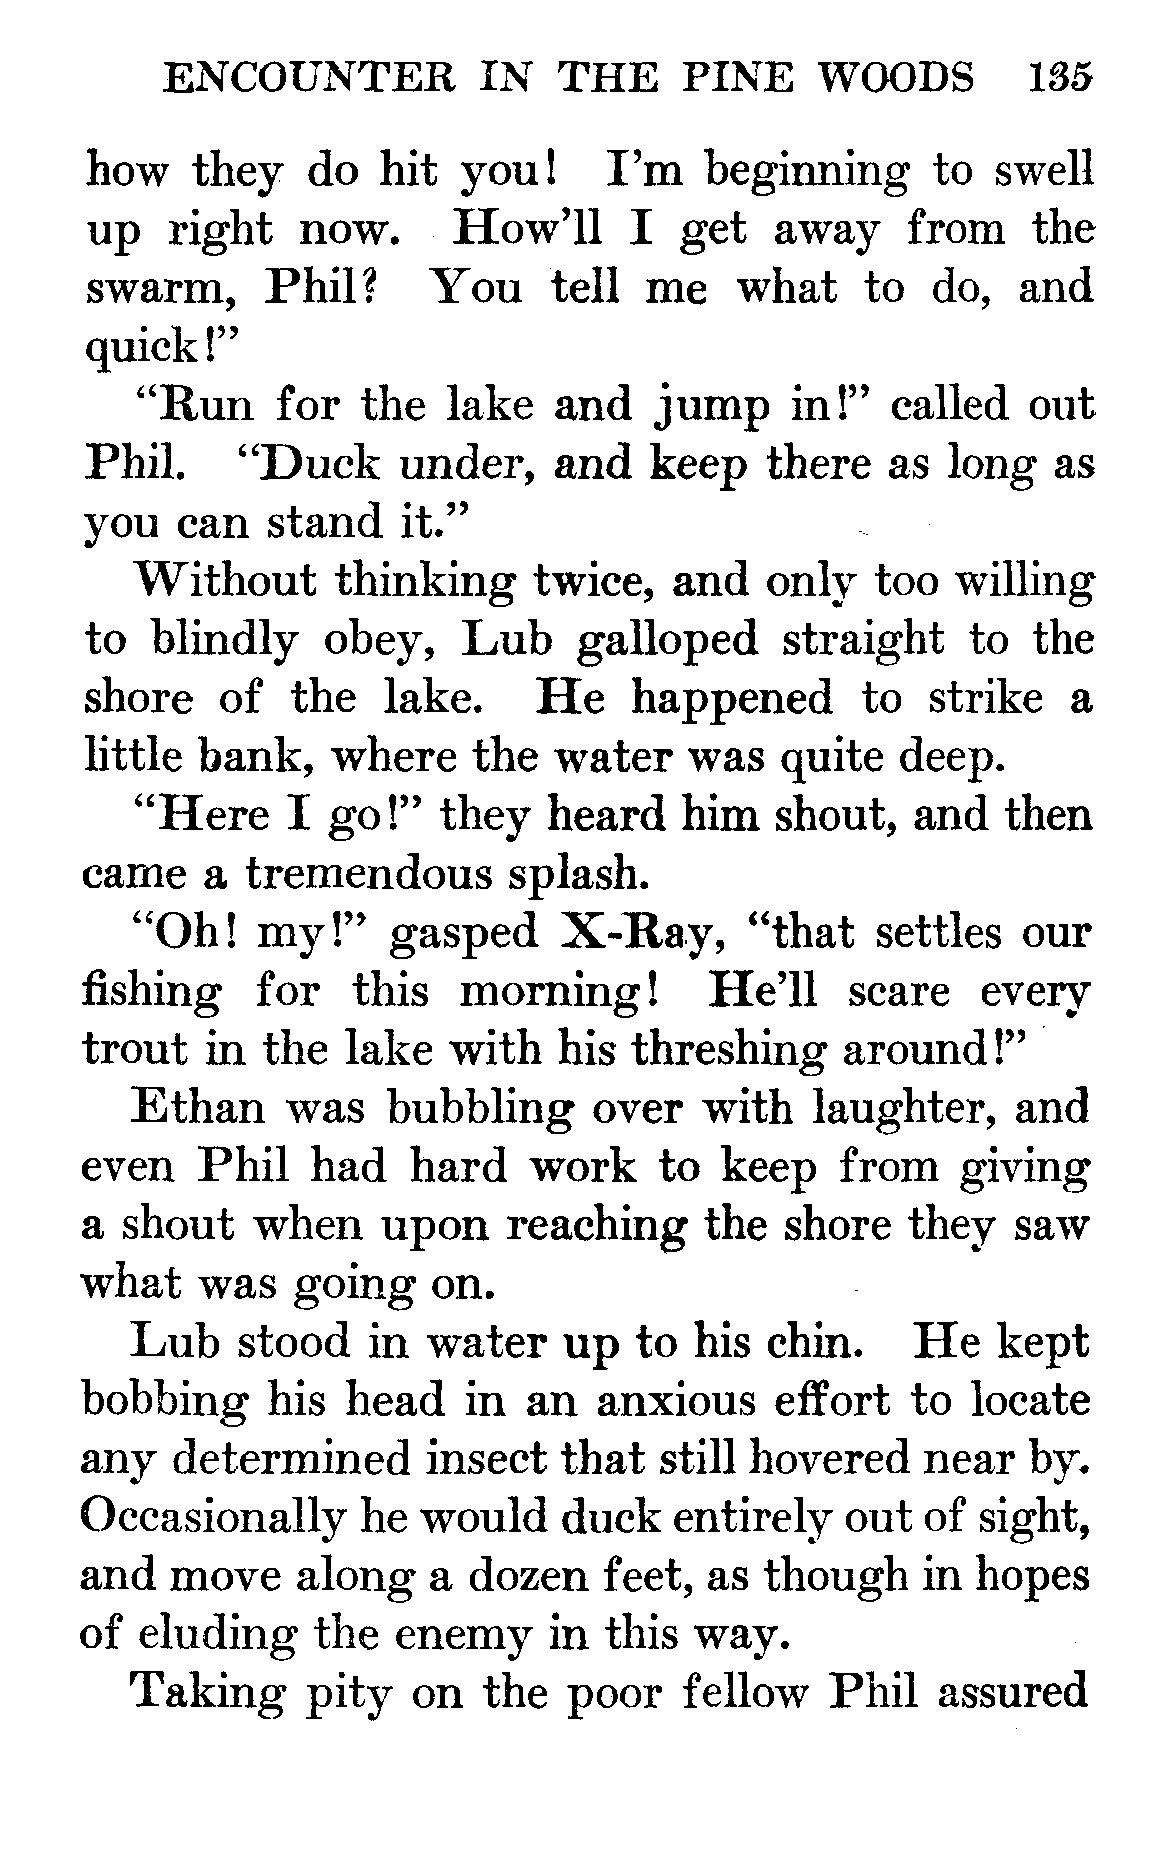 ENCOUNTER IN THE PINE WOODS 135
how they do hit you! I'm beginning to swell
up right now. How'll I get away from the
swarm, Phil? You tell me what to do, and
quick!"
"Run for the lake and jump in!" called out
Phil. "Duck under, and keep there as long as
you can stand it."
Without thinking twice, and only too willing
to blindly obey, Lub galloped straight to the
shore of the lake. He happened to strike a
little bank, where the water was quite deep.
"Here I go!" they heard him shout, and then
came a tremendous splash.
"Oh! my!" gasped X-Ray, "that settles our
fishing for this morning! He'll scare every
trout in the lake with his threshing around!"
Ethan was bubbling over with laughter, and
even Phil had hard work to keep from giving
a shout when upon reaching the shore they saw
what was going on.
Lub stood in water up to his chin. He kept
bobbing his head in an anxious effort to locate
any determined insect that still hovered near by.
Occasionally he would duck entirely out of sight,
and move along a dozen feet, as though in hopes
of eluding the enemy in this way.
Taking pity on the poor fellow Phil assured